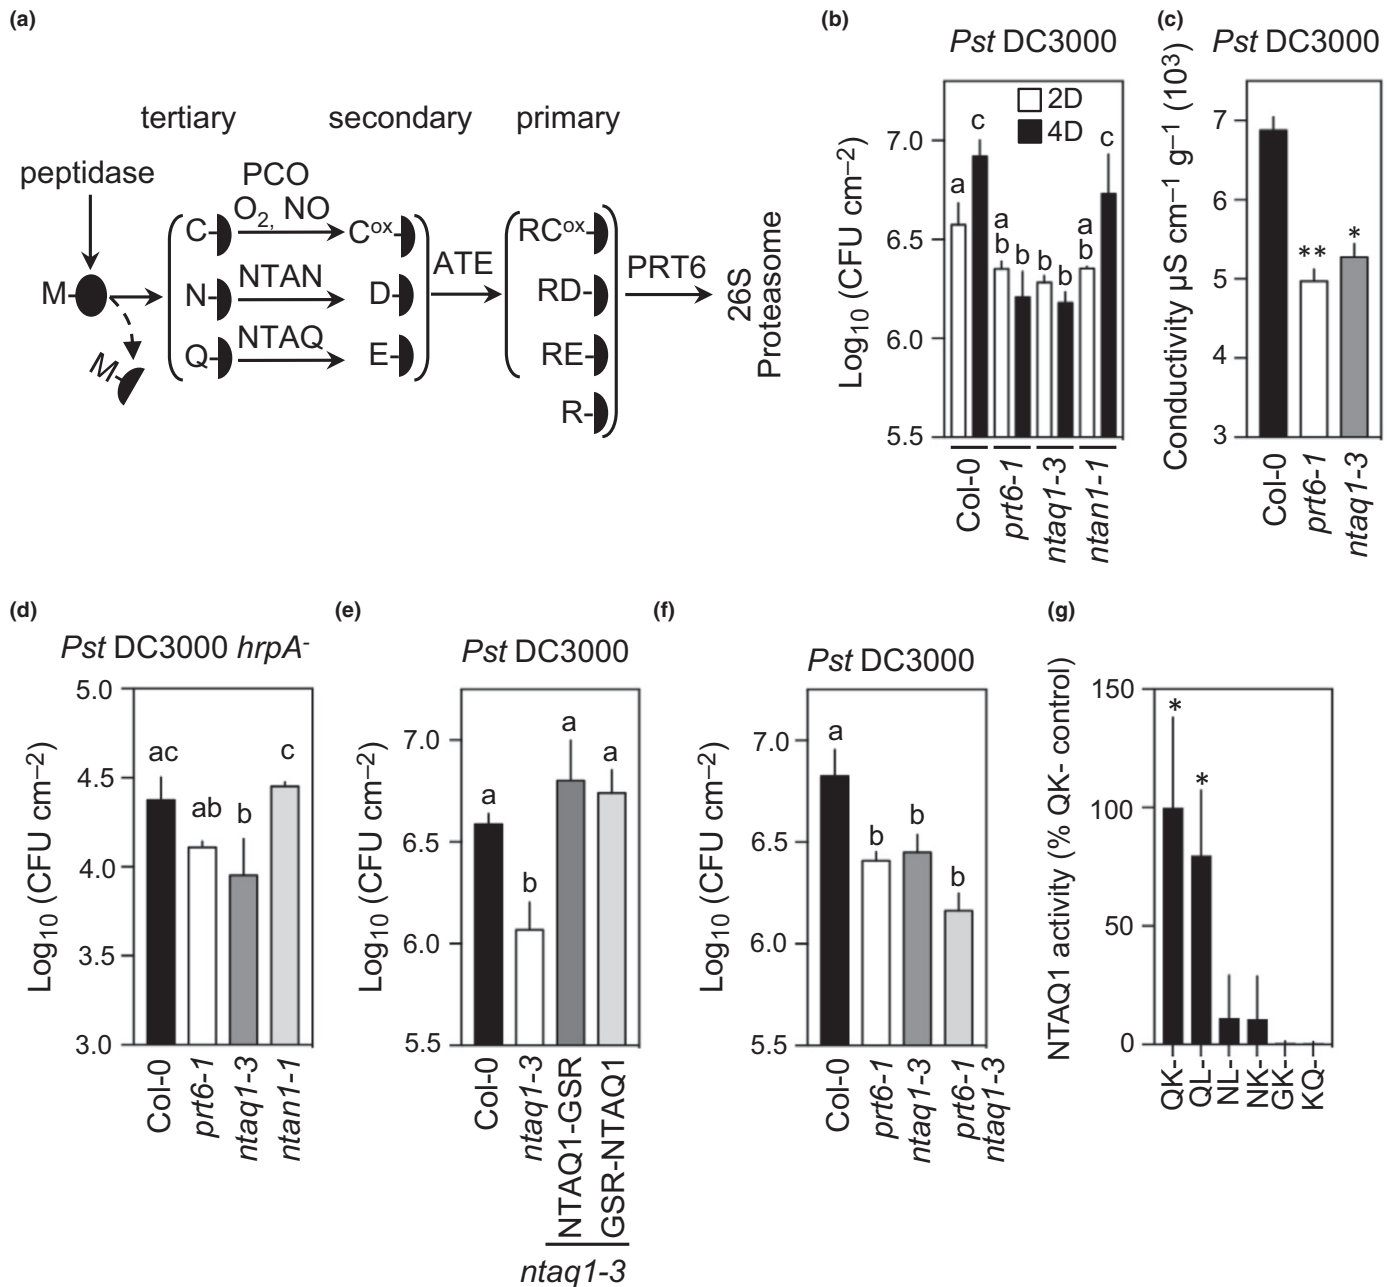 (a)
tertiary secondary primary
peptidase
PCO
O2, NO
C- Cox- RCox-
M- N- NTAN D- ATE RD- PRT6
Q- NTAQ E- RE-
M-
R-
26S
Proteasome
(b)
Pst DC3000
2D
4D
Log10 (CFU cm–2)
7.0
6.5
6.0
5.5
a c a b b b b a b c
Col-0 prt6-1 ntaq1-3 ntan1-1
(c)
Pst DC3000
Conductivity µS cm–1 g–1 (103)
7
5
4
3
** *
Col-0 prt6-1 ntaq1-3
(d)
Pst DC3000 hrpA-
Log10 (CFU cm–2)
5.0
4.5
4.0
3.5
3.0
ac ab b c
Col-0 prt6-1 ntaq1-3 ntan1-1
(e)
Pst DC3000
Log10 (CFU cm–2)
7.0
6.5
6.0
5.5
a b a a
Col-0 ntaq1-3 NTAQ1-GSR GSR-NTAQ1
ntaq1-3
(f)
Pst DC3000
Log10 (CFU cm–2)
7.0
6.5
6.0
5.5
a b b b
Col-0 prt6-1 ntaq1-3 prt6-1
ntaq1-3
(g)
NTAQ1 activity (% QK- control)
150
100
50
0
* *
QK- QL- NL- NK- GK- KQ-